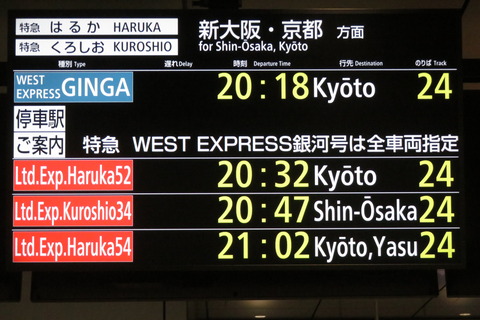 特急 はるか HARUKA
特急 くろしお KUROSHIO
新大阪・京都 方面
for Shin-Ōsaka, Kyōto
種別 Type 遅れ Delay 時刻 Departure Time 行先 Destination のりば Track
WEST EXPRESS GINGA 20:18 Kyōto 24
停車駅
ご案内 特急 WEST EXPRESS銀河号は全車両指定
Ltd.Exp.Haruka52 20:32 Kyōto 24
Ltd.Exp.Kuroshio34 20:47 Shin-Ōsaka 24
Ltd.Exp.Haruka54 21:02 Kyōto,Yasu 24